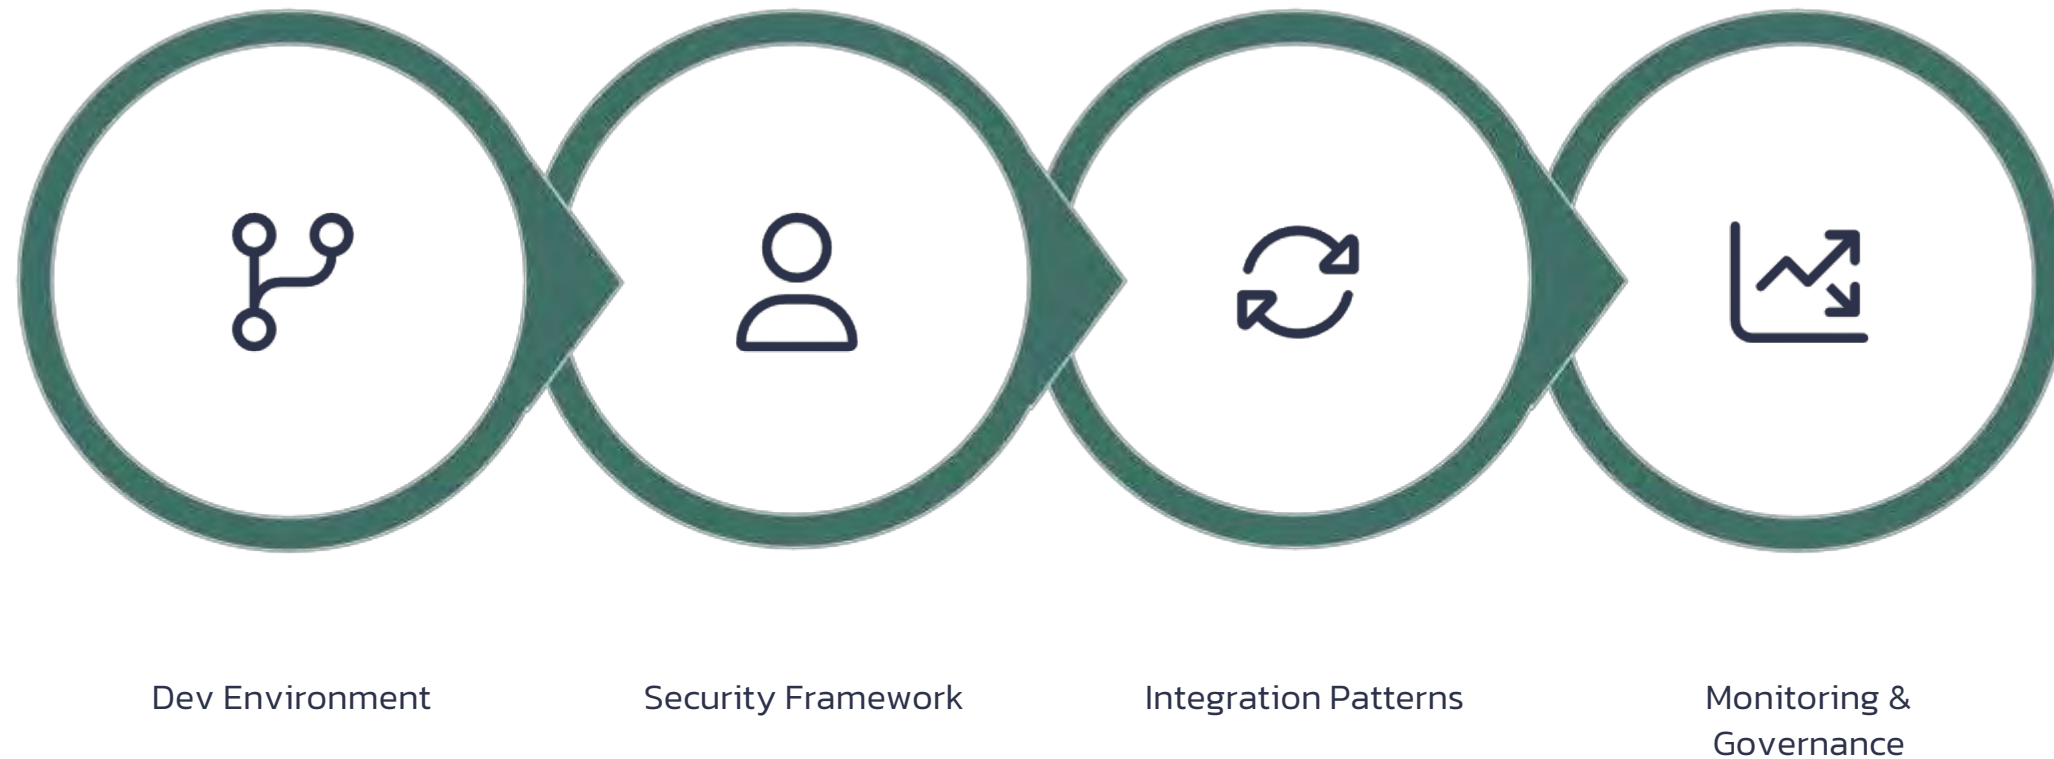 Dev Environment
Security Framework
Integration Patterns
Monitoring &
Governance